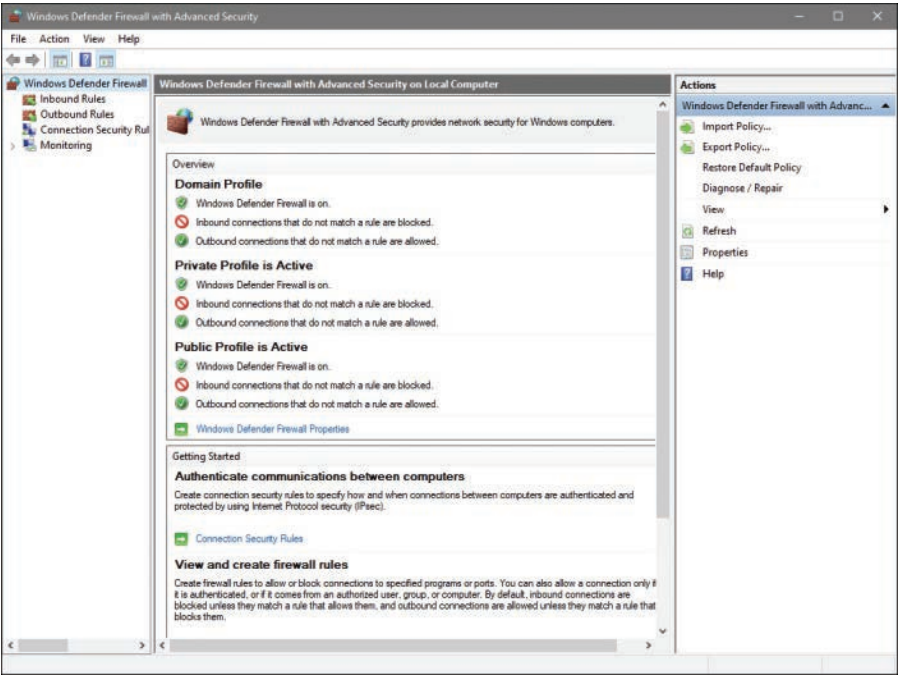 Windows Defender Firewall with Advanced Security
File Action View Help
Windows Defender Firewall
Inbound Rules
Outbound Rules
Connection Security Rul
Monitoring
Windows Defender Firewall with Advanced Security on Local Computer
Windows Defender Firewall with Advanced Security provides network security for Windows computers.
Overview
Domain Profile
Windows Defender Firewall is on.
Inbound connections that do not match a rule are blocked.
Outbound connections that do not match a rule are allowed.
Private Profile is Active
Windows Defender Firewall is on.
Inbound connections that do not match a rule are blocked.
Outbound connections that do not match a rule are allowed.
Public Profile is Active
Windows Defender Firewall is on.
Inbound connections that do not match a rule are blocked.
Outbound connections that do not match a rule are allowed.
Windows Defender Firewall Properties
Getting Started
Authenticate communications between computers
Create connection security rules to specify how and when connections between computers are authenticated and
protected by using Internet Protocol security (IPsec).
Connection Security Rules
View and create firewall rules
Create firewall rules to allow or block connections to specified programs or ports. You can also allow a connection only if
it is authenticated, or if it comes from an authorized user, group, or computer. By default, inbound connections are
blocked unless they match a rule that allows them, and outbound connections are allowed unless they match a rule that
blocks them.
Actions
Windows Defender Firewall with Advanc...
Import Policy...
Export Policy...
Restore Default Policy
Diagnose / Repair
View
Refresh
Properties
Help